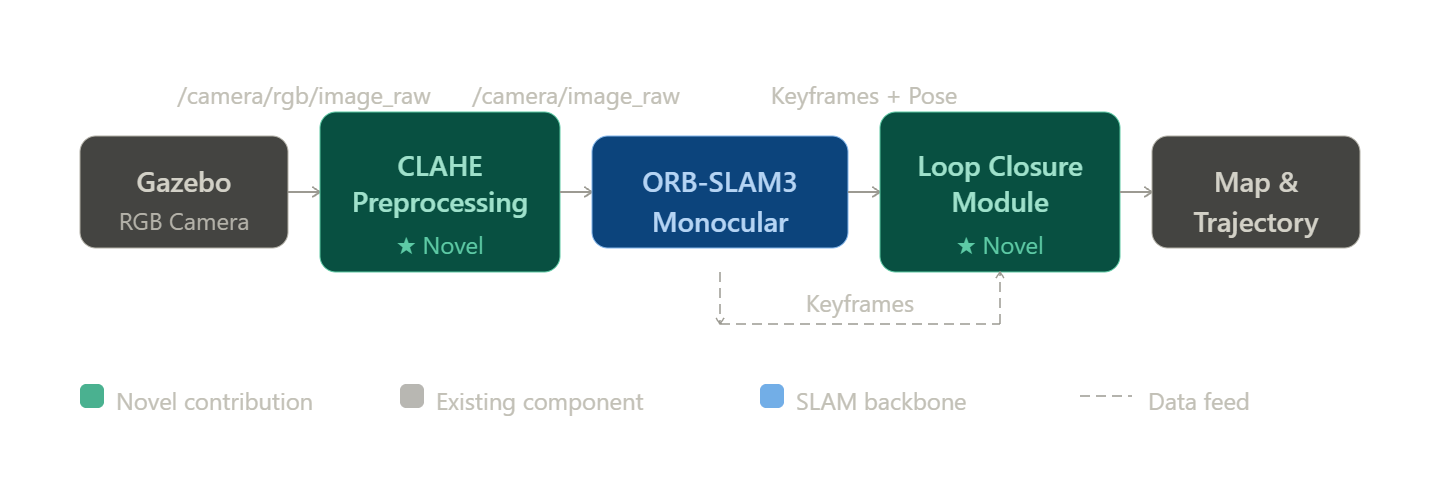 /camera/rgb/image_raw
/camera/image_raw
Keyframes + Pose
Gazebo
RGB Camera
CLAHE
Preprocessing
★ Novel
ORB-SLAM3
Monocular
Loop Closure
Module
★ Novel
Map &
Trajectory
Keyframes
Novel contribution
Existing component
SLAM backbone
Data feed